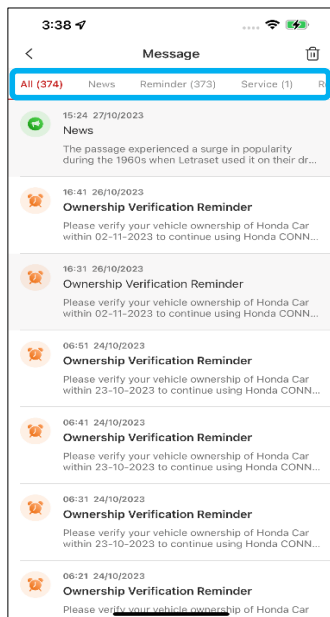 3:38
Message
All (374) News Reminder (373) Service (1)
15:24 27/10/2023
News
The passage experienced a surge in popularity
during the 1960s when Letraset used it on their dr...
16:41 26/10/2023
Ownership Verification Reminder
Please verify your vehicle ownership of Honda Car
within 02-11-2023 to continue using Honda CONN...
16:31 26/10/2023
Ownership Verification Reminder
Please verify your vehicle ownership of Honda Car
within 02-11-2023 to continue using Honda CONN...
06:51 24/10/2023
Ownership Verification Reminder
Please verify your vehicle ownership of Honda Car
within 23-10-2023 to continue using Honda CONN...
06:41 24/10/2023
Ownership Verification Reminder
Please verify your vehicle ownership of Honda Car
within 23-10-2023 to continue using Honda CONN...
06:31 24/10/2023
Ownership Verification Reminder
Please verify your vehicle ownership of Honda Car
within 23-10-2023 to continue using Honda CONN...
06:21 24/10/2023
Ownership Verification Reminder
Please verify your vehicle ownership of Honda Car